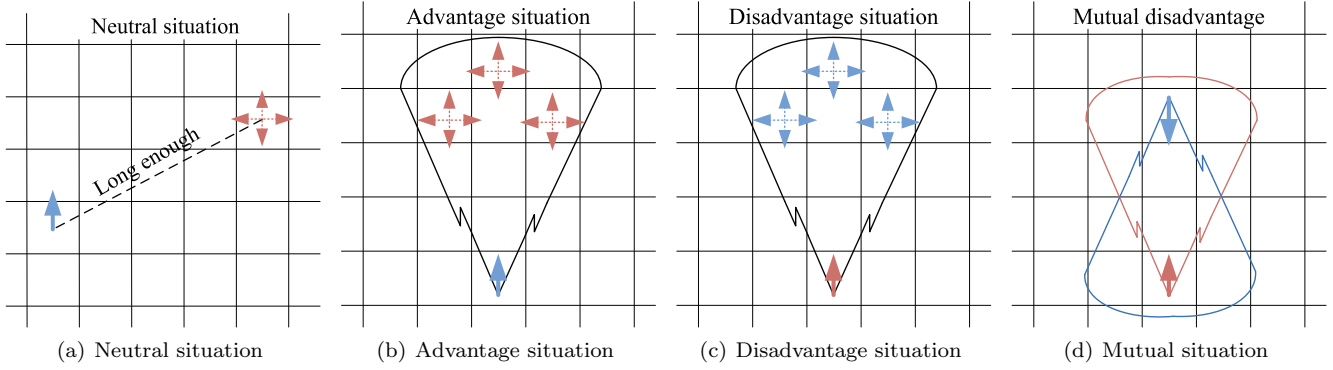 Neutral situation
Long enough
(a) Neutral situation
Advantage situation
(b) Advantage situation
Disadvantage situation
(c) Disadvantage situation
Mutual disadvantage
(d) Mutual situation